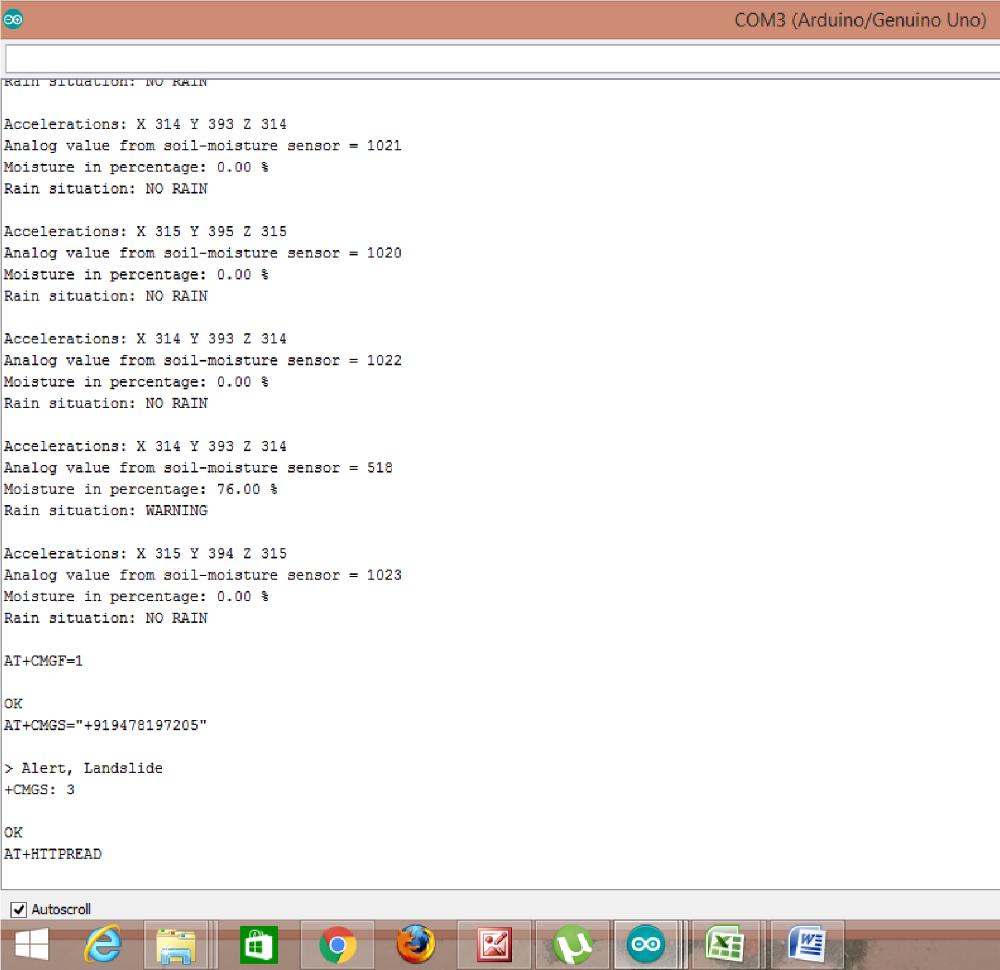 COM3 (Arduino/Genuino Uno)
Rain situation: NO RAIN
Accelerations: X 314 Y 393 Z 314
Analog value from soil-moisture sensor = 1021
Moisture in percentage: 0.00 %
Rain situation: NO RAIN
Accelerations: X 315 Y 395 Z 315
Analog value from soil-moisture sensor = 1020
Moisture in percentage: 0.00 %
Rain situation: NO RAIN
Accelerations: X 314 Y 393 Z 314
Analog value from soil-moisture sensor = 1022
Moisture in percentage: 0.00 %
Rain situation: NO RAIN
Accelerations: X 314 Y 393 Z 314
Analog value from soil-moisture sensor = 518
Moisture in percentage: 76.00 %
Rain situation: WARNING
Accelerations: X 315 Y 394 Z 315
Analog value from soil-moisture sensor = 1023
Moisture in percentage: 0.00 %
Rain situation: NO RAIN
AT+CMGF=1
OK
AT+CMGS="+919478197205"
> Alert, Landslide
+CMGS: 3
OK
AT+HTTPREAD
Autoscroll